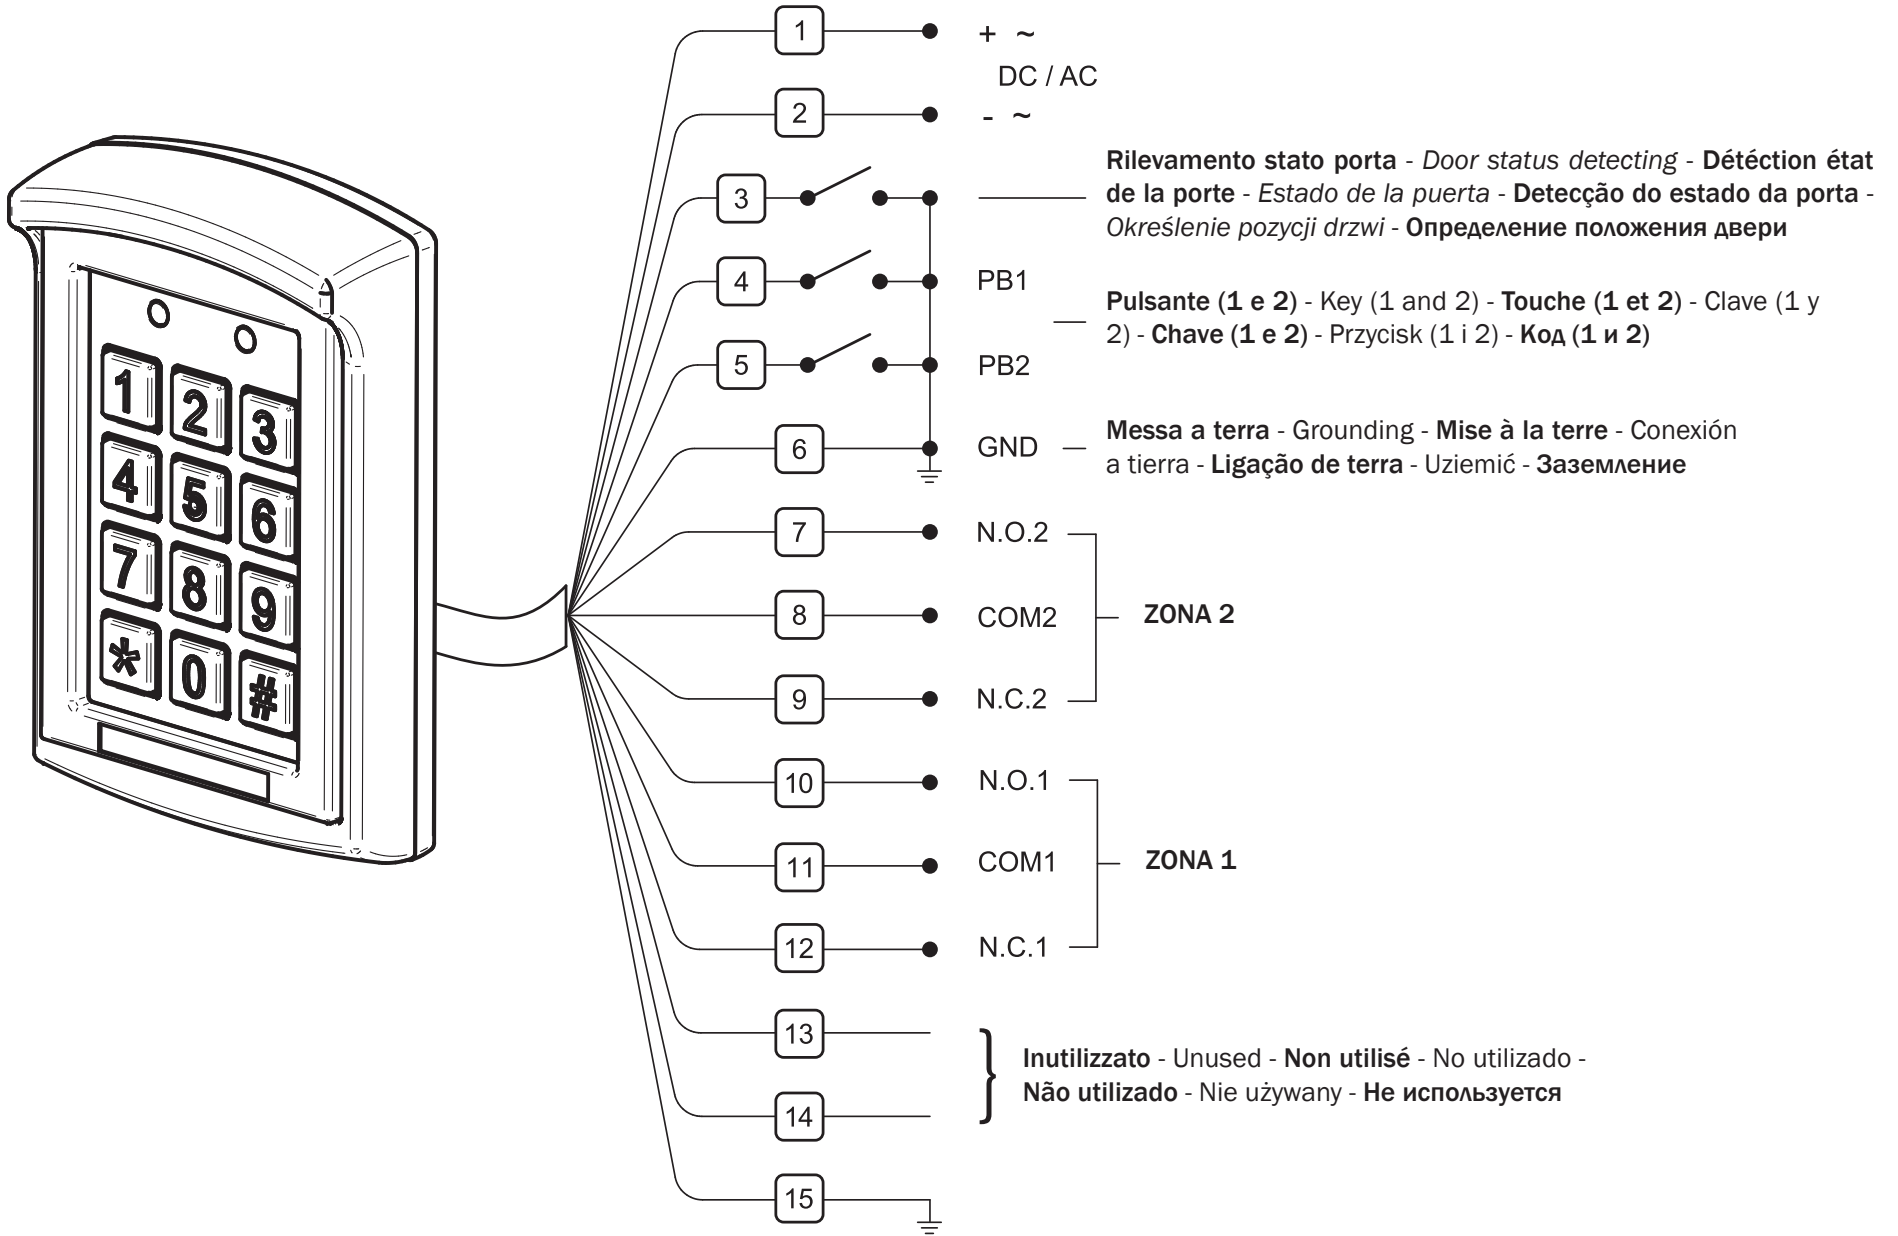 1
+ ~
DC / AC
2
- ~
3
Rilevamento stato porta - Door status detecting - Détéction état
de la porte - Estado de la puerta - Detecção do estado da porta -
Określenie pozycji drzwi - Определение положения двери
4
PB1
Pulsante (1 e 2) - Key (1 and 2) - Touche (1 et 2) - Clave (1 y
2) - Chave (1 e 2) - Przycisk (1 i 2) - Код (1 и 2)
5
PB2
6
GND
Messa a terra - Grounding - Mise à la terre - Conexión
a tierra - Ligação de terra - Uziemić - Заземление
7
N.O.2
8
COM2
ZONA 2
9
N.C.2
10
N.O.1
11
COM1
ZONA 1
12
N.C.1
13
Inutilizzato - Unused - Non utilisé - No utilizado -
Não utilizado - Nie używany - Не используется
14
15
1 2 3
4 5 6
7 8 9
* 0 #